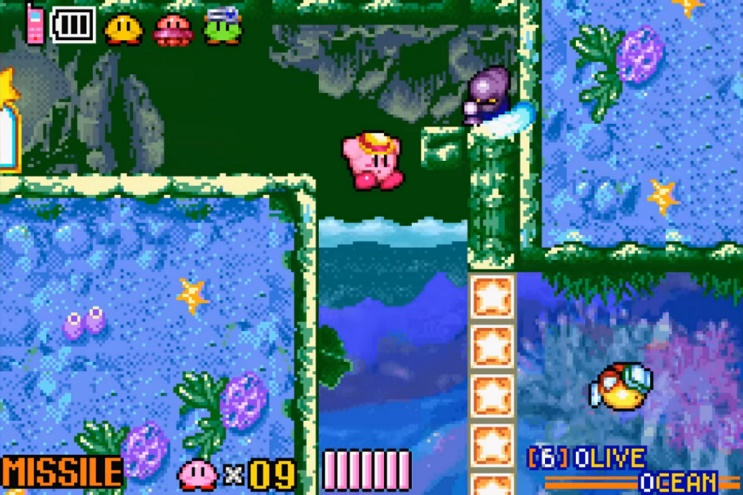 [6] OLIVE
OCEAN
MISSILE
×09